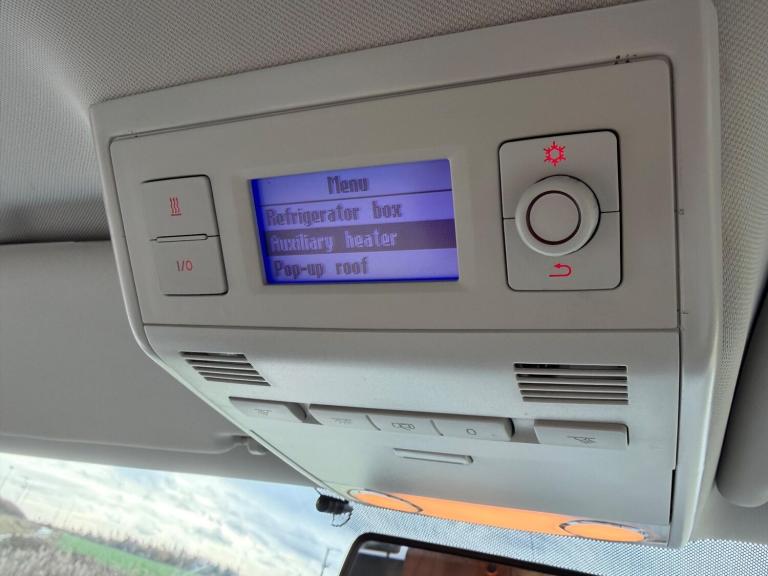 Menu
Refrigerator box
Auxiliary heater
Pop-up roof
I/O